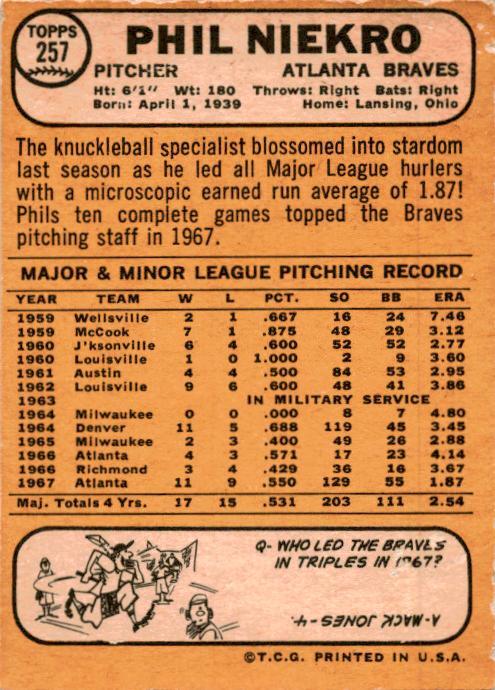 TOPPS
257
PHIL NIEKRO
PITCHER ATLANTA BRAVES
Ht: 6'1" Wt: 180 Throws: Right Bats: Right
Born: April 1, 1939 Home: Lansing, Ohio
The knuckleball specialist blossomed into stardom
last season as he led all Major League hurlers
with a microscopic earned run average of 1.87!
Phils ten complete games topped the Braves
pitching staff in 1967.
MAJOR & MINOR LEAGUE PITCHING RECORD
YEAR TEAM W L PCT. SO BB ERA
1959 Wellsville 2 1 .667 16 24 7.46
1959 McCook 7 1 .875 48 29 3.12
1960 J'ksonville 6 4 .600 52 52 2.77
1960 Louisville 1 0 1.000 2 9 3.60
1961 Austin 4 4 .500 84 53 2.95
1962 Louisville 9 6 .600 48 41 3.86
1963 IN MILITARY SERVICE
1964 Milwaukee 0 0 .000 8 7 4.80
1964 Denver 11 5 .688 119 45 3.45
1965 Milwaukee 2 3 .400 49 26 2.88
1966 Atlanta 4 3 .571 17 23 4.14
1966 Richmond 3 4 .429 36 16 3.67
1967 Atlanta 11 9 .550 129 55 1.87
Maj. Totals 4 Yrs. 17 15 .531 203 111 2.54
Q- WHO LED THE BRAVES
IN TRIPLES IN 1967?
A- MACK JONES - 4.
©T.C.G. PRINTED IN U.S.A.